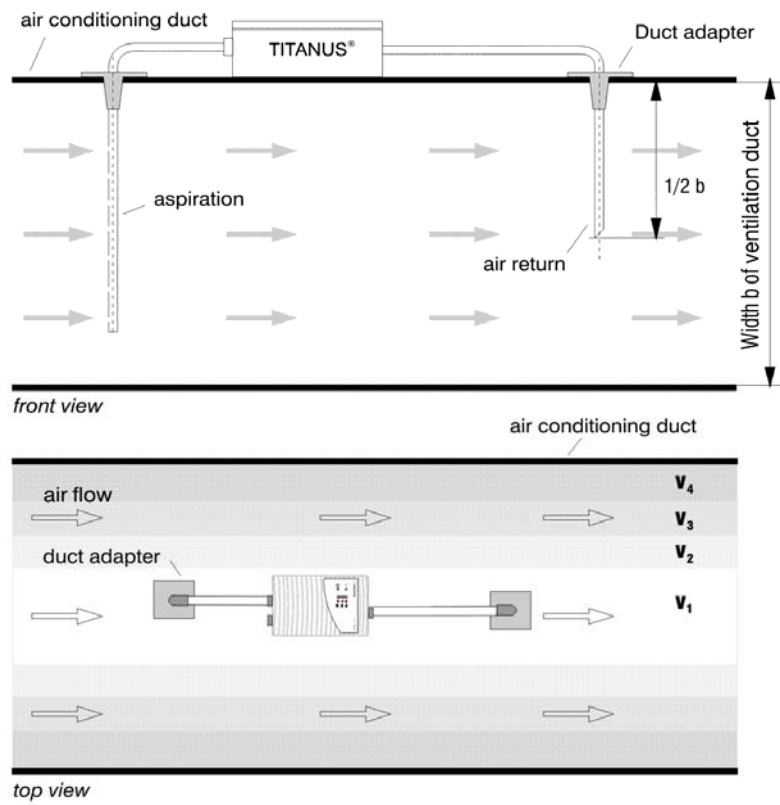 air conditioning duct
TITANUS®
Duct adapter
aspiration
1/2 b
air return
Width b of ventilation duct
front view
air conditioning duct
air flow
V4
V3
duct adapter
V2
V1
top view